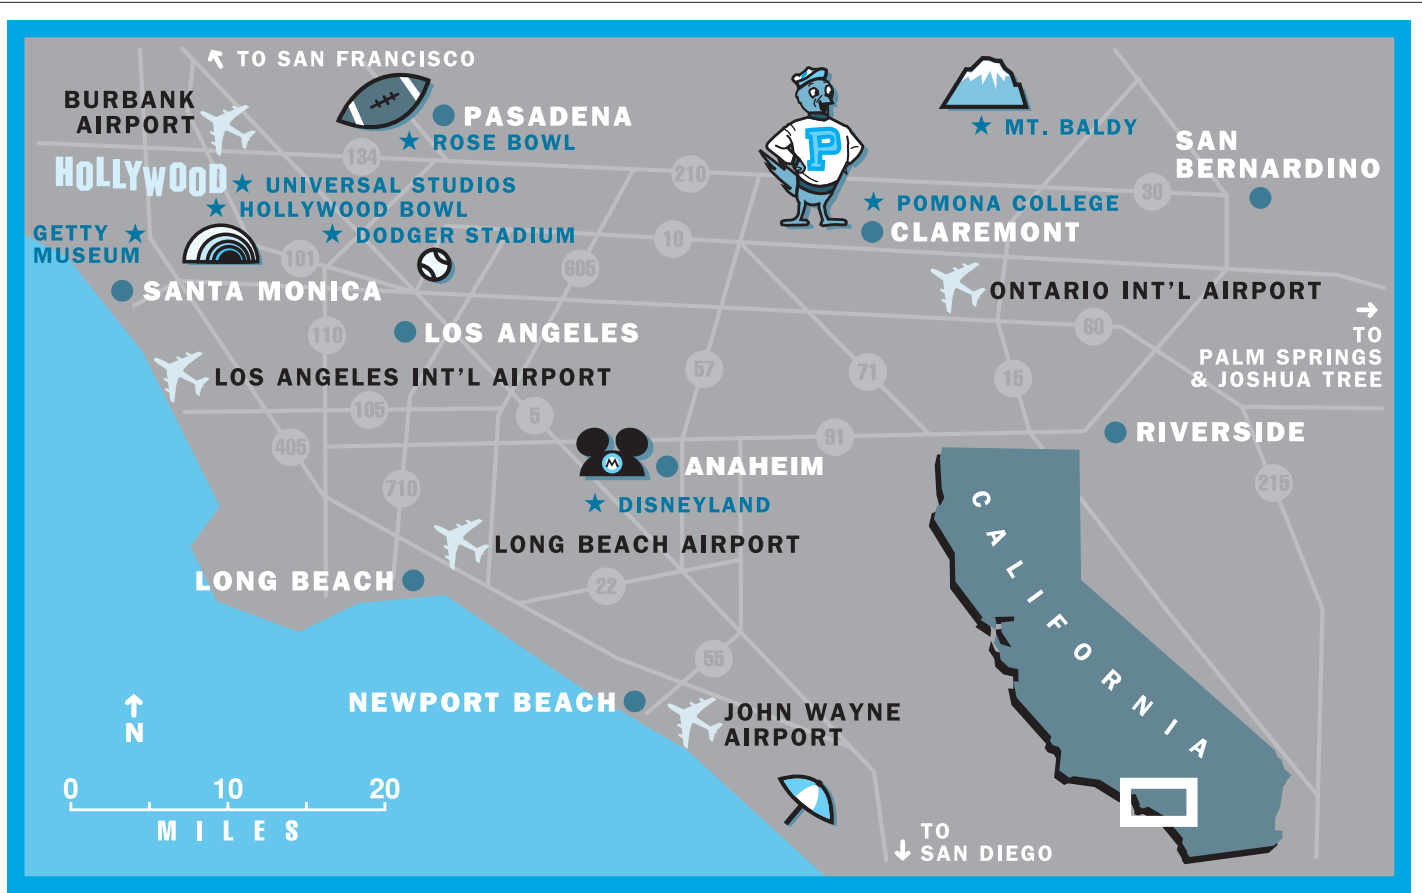 TO SAN FRANCISCO
BURBANK
AIRPORT
PASADENA
ROSE BOWL
134
HOLLYWOOD
UNIVERSAL STUDIOS
HOLLYWOOD BOWL
GETTY
MUSEUM
DODGER STADIUM
101
SANTA MONICA
210
10
605
P
MT. BALDY
SAN
BERNARDINO
30
POMONA COLLEGE
CLAREMONT
ONTARIO INT'L AIRPORT
TO
PALM SPRINGS
& JOSHUA TREE
110
LOS ANGELES
60
LOS ANGELES INT'L AIRPORT
57
71
15
105
5
91
RIVERSIDE
405
M
ANAHEIM
710
DISNEYLAND
215
LONG BEACH AIRPORT
LONG BEACH
22
55
NEWPORT BEACH
JOHN WAYNE
AIRPORT
CALIFORNIA
N
0 10 20
MILES
TO
SAN DIEGO